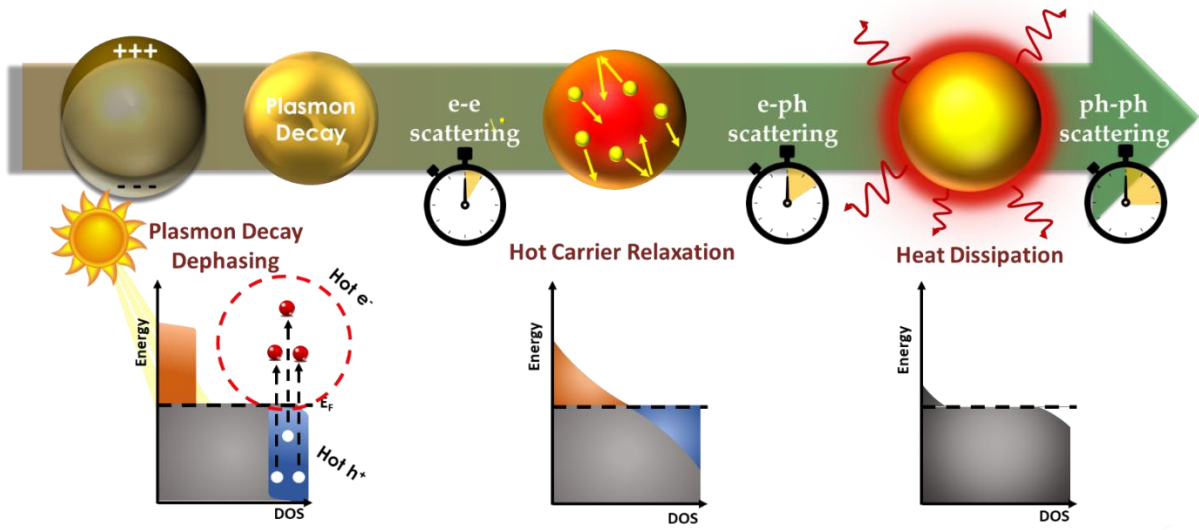 +++
- - -
Plasmon
Decay
e-e
scattering
e-ph
scattering
ph-ph
scattering
Plasmon Decay
Dephasing
Hot Carrier Relaxation
Heat Dissipation
Energy
Hot e⁻
E_F
Hot h⁺
DOS
Energy
DOS
Energy
DOS